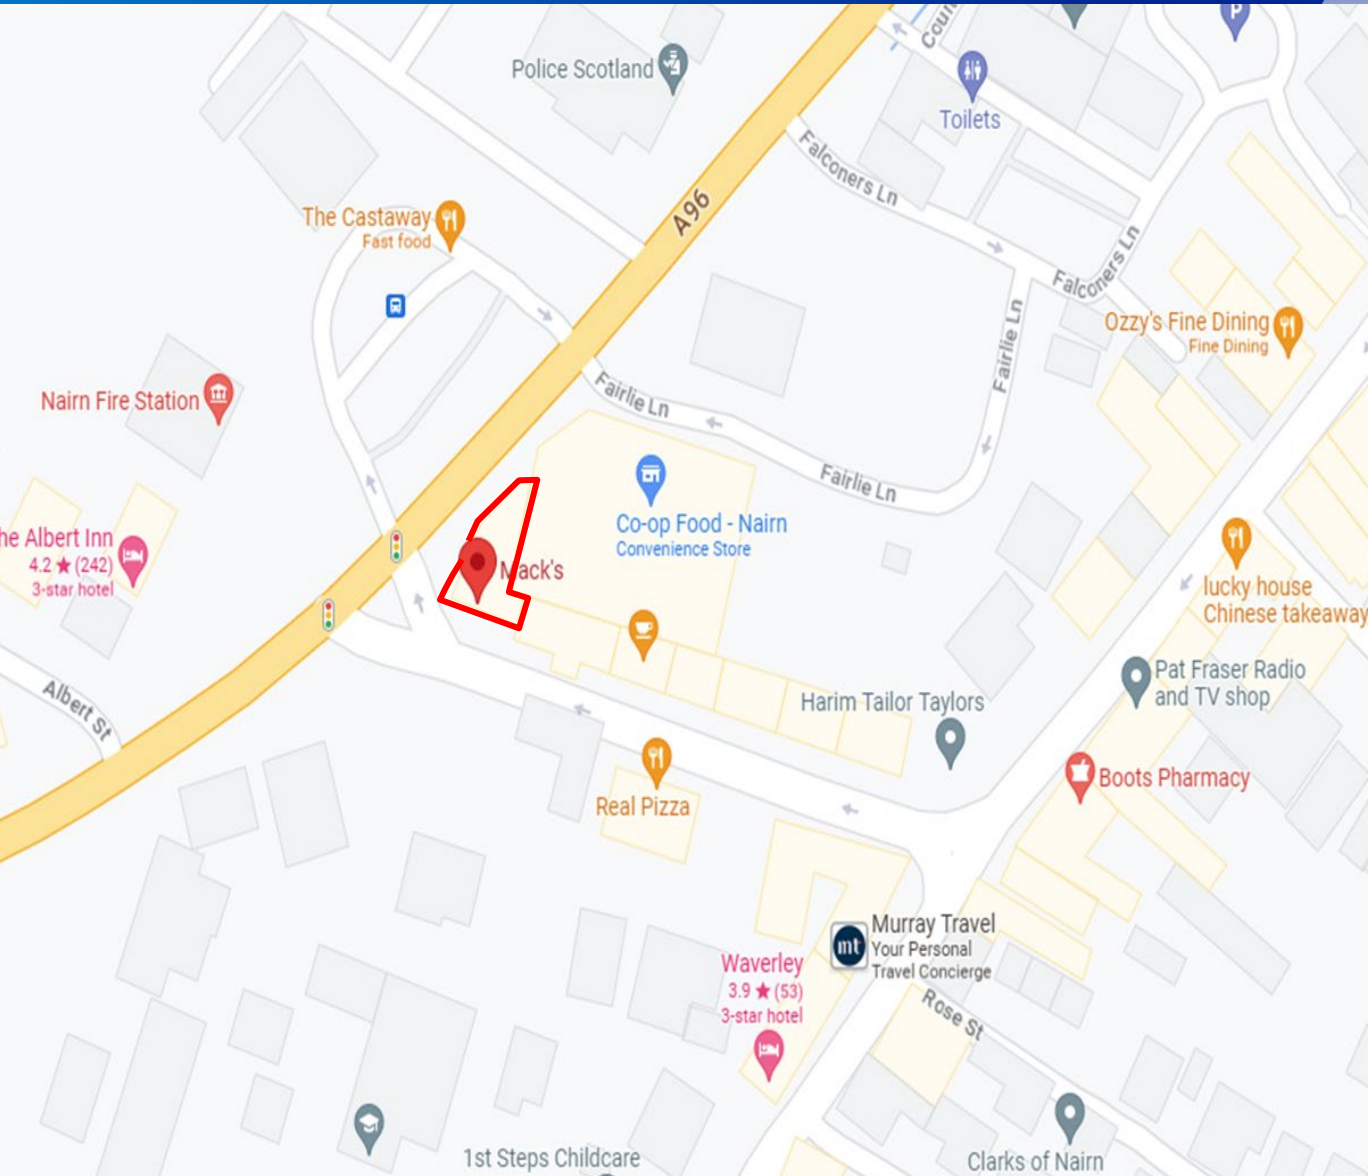 Cour
P
Police Scotland
Toilets
Falconers Ln
A96
The Castaway
Fast food
Falconers Ln
Fairlie Ln
Ozzy's Fine Dining
Fine Dining
Nairn Fire Station
Fairlie Ln
Fairlie Ln
Co-op Food - Nairn
Convenience Store
he Albert Inn
4.2 ★ (242)
3-star hotel
Mack's
lucky house
Chinese takeaway
Albert St
Harim Tailor Taylors
Pat Fraser Radio
and TV shop
Boots Pharmacy
Real Pizza
mt
Murray Travel
Your Personal
Travel Concierge
Waverley
3.9 ★ (53)
3-star hotel
Rose St
1st Steps Childcare
Clarks of Nairn